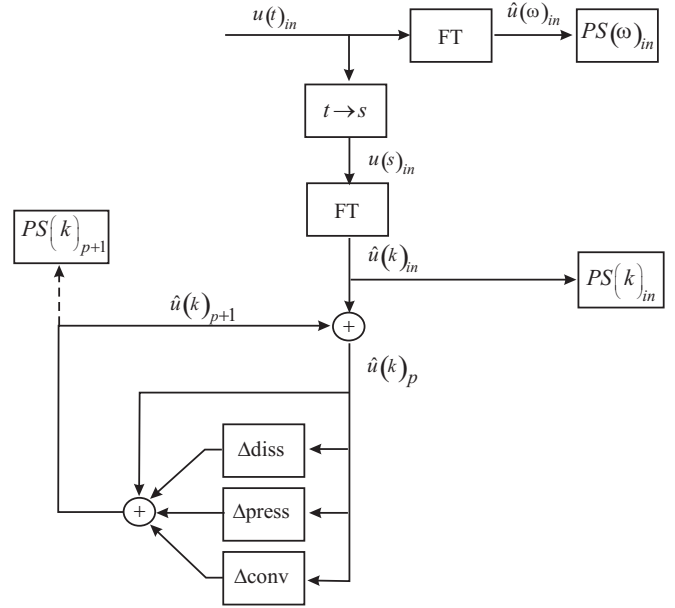 u(t)_in
FT
û(ω)_in
PS(ω)_in
t→s
u(s)_in
FT
PS(k)_p+1
û(k)_in
PS(k)_in
û(k)_p+1
+
û(k)_p
Δdiss
+
Δpress
Δconv